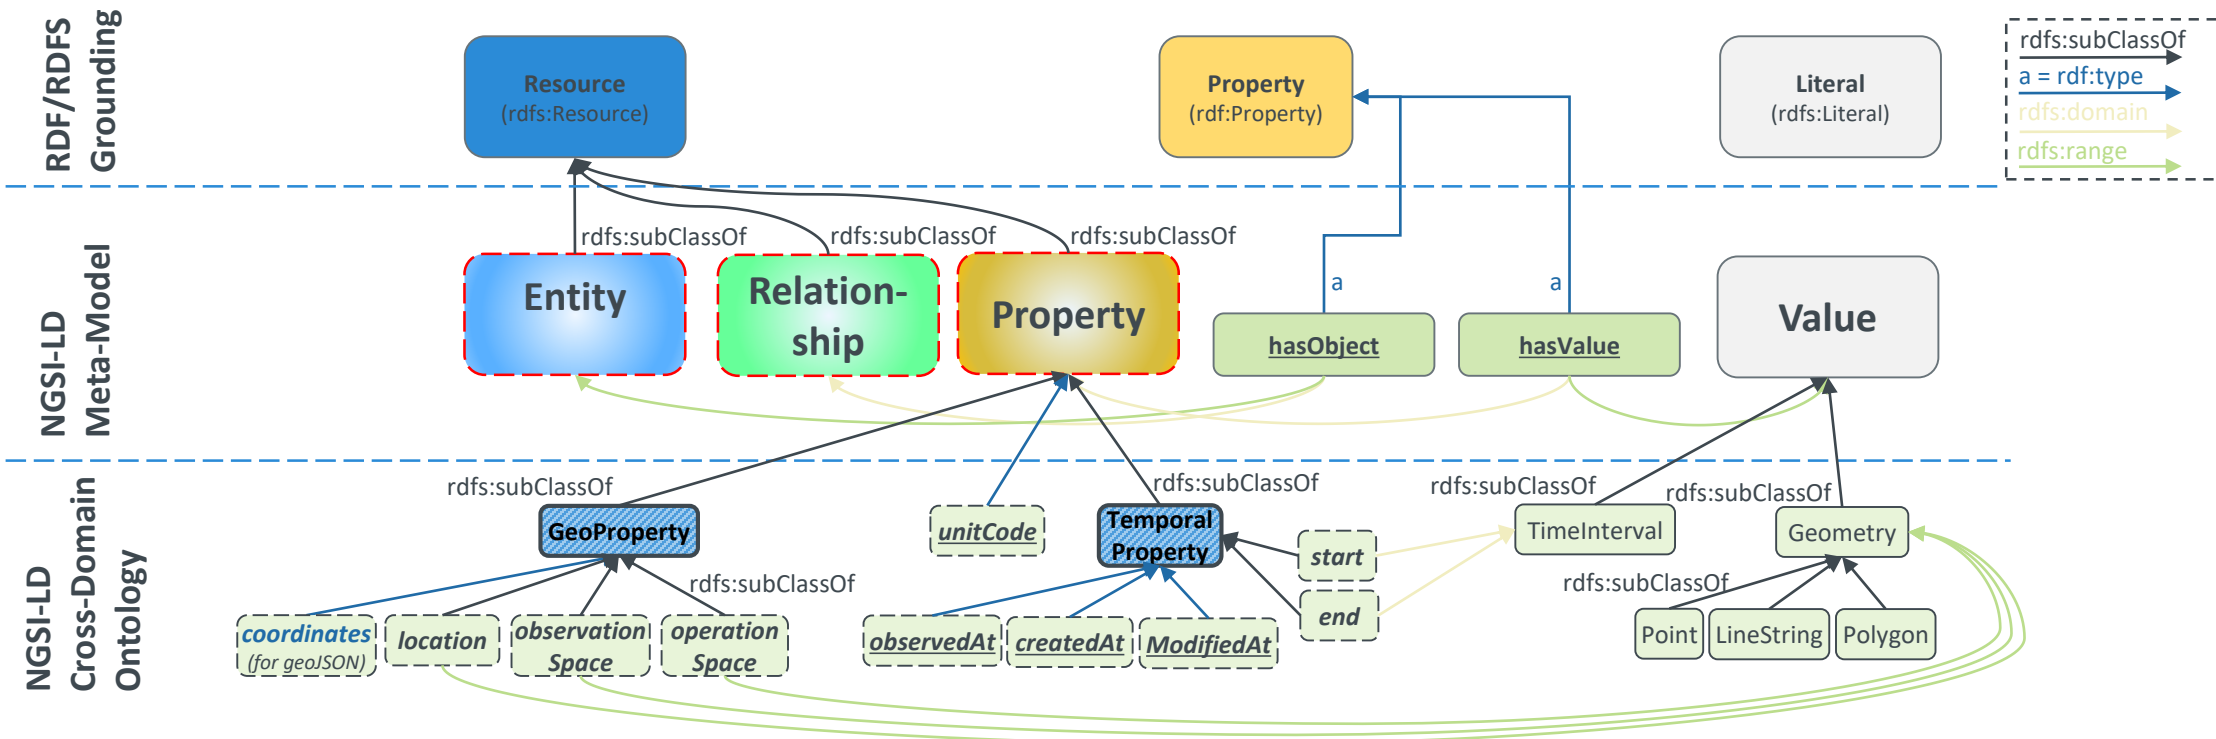 RDF/RDFS
Grounding
Resource
(rdfs:Resource)
Property
(rdf:Property)
Literal
(rdfs:Literal)
rdfs:subClassOf
a = rdf:type
rdfs:domain
rdfs:range
NGSI-LD
Meta-Model
rdfs:subClassOf
rdfs:subClassOf
rdfs:subClassOf
Entity
Relation-
ship
Property
a
a
hasObject
hasValue
Value
NGSI-LD
Cross-Domain
Ontology
rdfs:subClassOf
rdfs:subClassOf
rdfs:subClassOf
rdfs:subClassOf
GeoProperty
unitCode
Temporal
Property
start
end
TimeInterval
Geometry
rdfs:subClassOf
rdfs:subClassOf
coordinates
(for geoJSON)
location
observation
Space
operation
Space
observedAt
createdAt
ModifiedAt
Point
LineString
Polygon